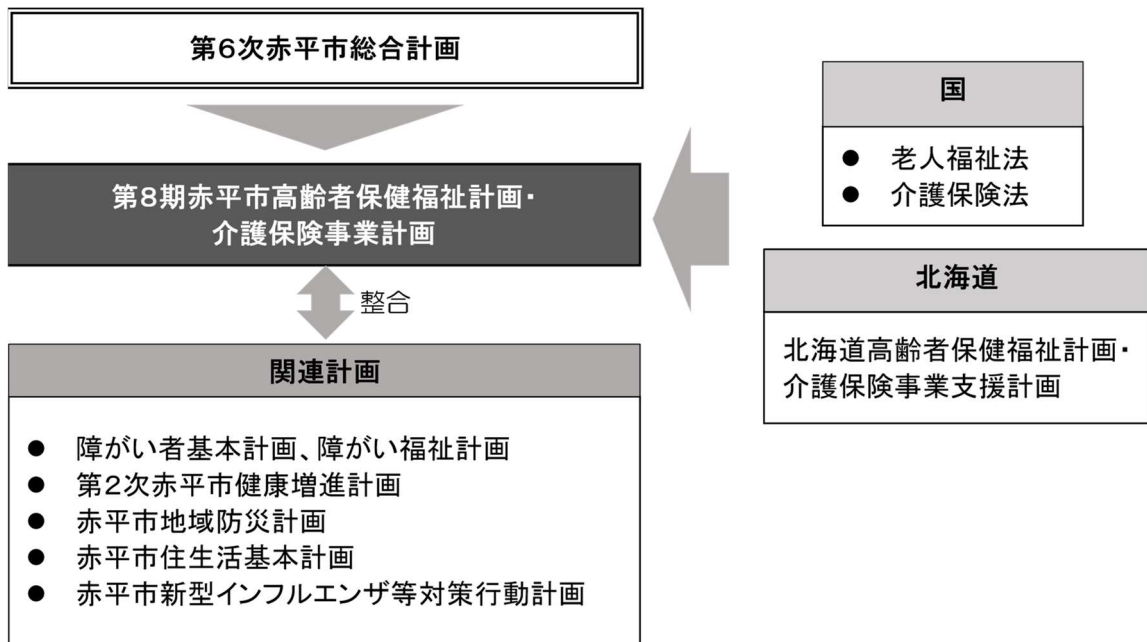 第6次赤平市総合計画
第8期赤平市高齢者保健福祉計画・
介護保険事業計画
整合
関連計画
● 障がい者基本計画、障がい福祉計画
● 第2次赤平市健康増進計画
● 赤平市地域防災計画
● 赤平市住生活基本計画
● 赤平市新型インフルエンザ等対策行動計画
国
● 老人福祉法
● 介護保険法
北海道
北海道高齢者保健福祉計画・
介護保険事業支援計画